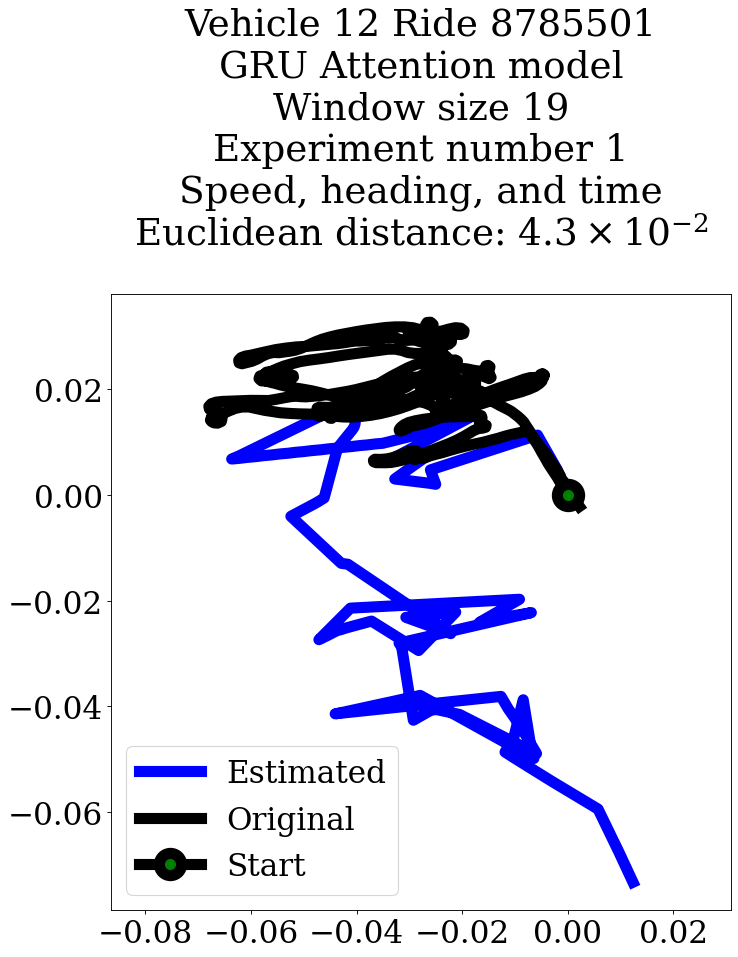 Vehicle 12 Ride 8785501
GRU Attention model
Window size 19
Experiment number 1
Speed, heading, and time
Euclidean distance: 4.3 × 10⁻²
0.02
0.00
−0.02
−0.04
−0.06
Estimated
Original
Start
−0.08 −0.06 −0.04 −0.02 0.00 0.02